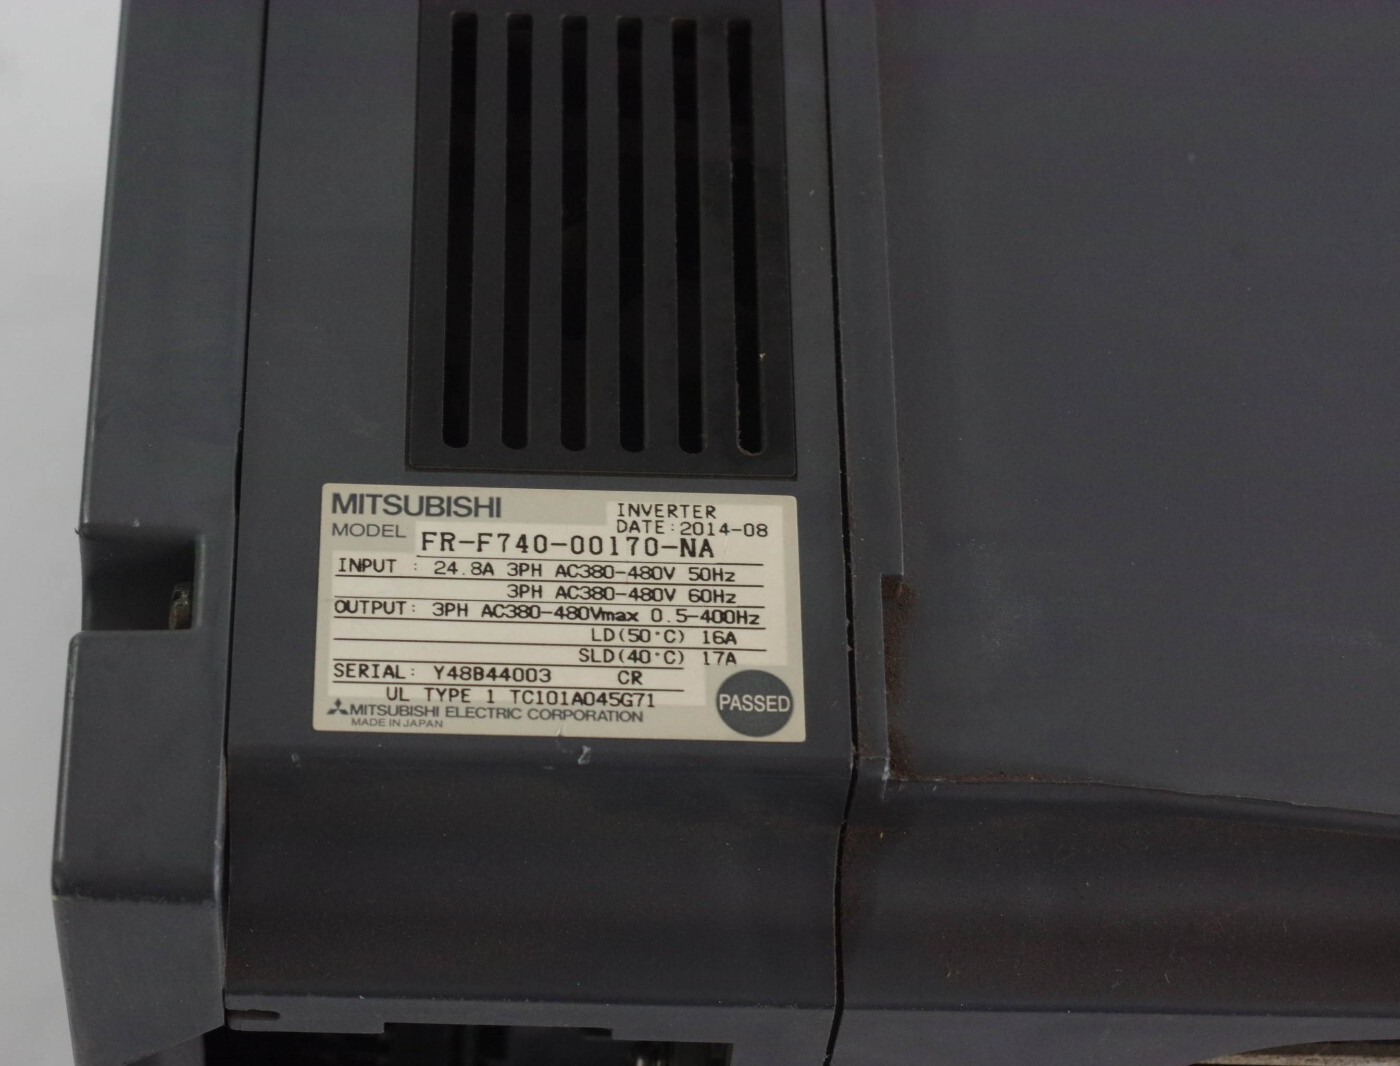 MITSUBISHI
INVERTER
MODEL FR-F740-00170-NA
DATE:2014-08
INPUT : 24.8A 3PH AC380-480V 50Hz
3PH AC380-480V 60Hz
OUTPUT: 3PH AC380-480Vmax 0.5-400Hz
LD(50°C) 16A
SLD(40°C) 17A
SERIAL: Y48B44003 CR
UL TYPE 1 TC101A045G71
PASSED
MITSUBISHI ELECTRIC CORPORATION
MADE IN JAPAN